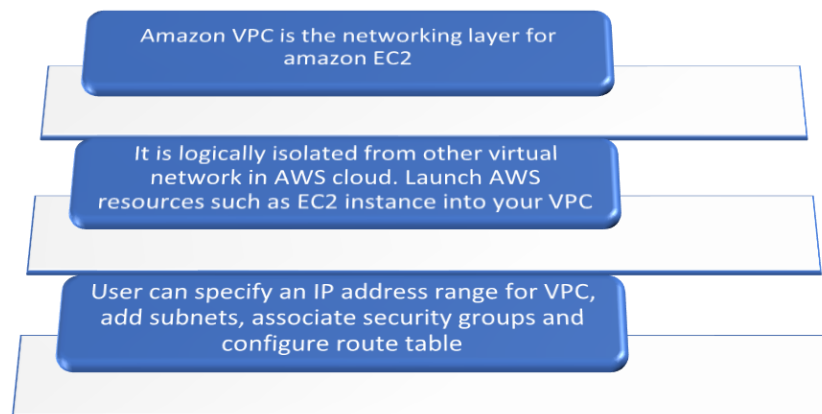 Amazon VPC is the networking layer for
amazon EC2
It is logically isolated from other virtual
network in AWS cloud. Launch AWS
resources such as EC2 instance into your VPC
User can specify an IP address range for VPC,
add subnets, associate security groups and
configure route table